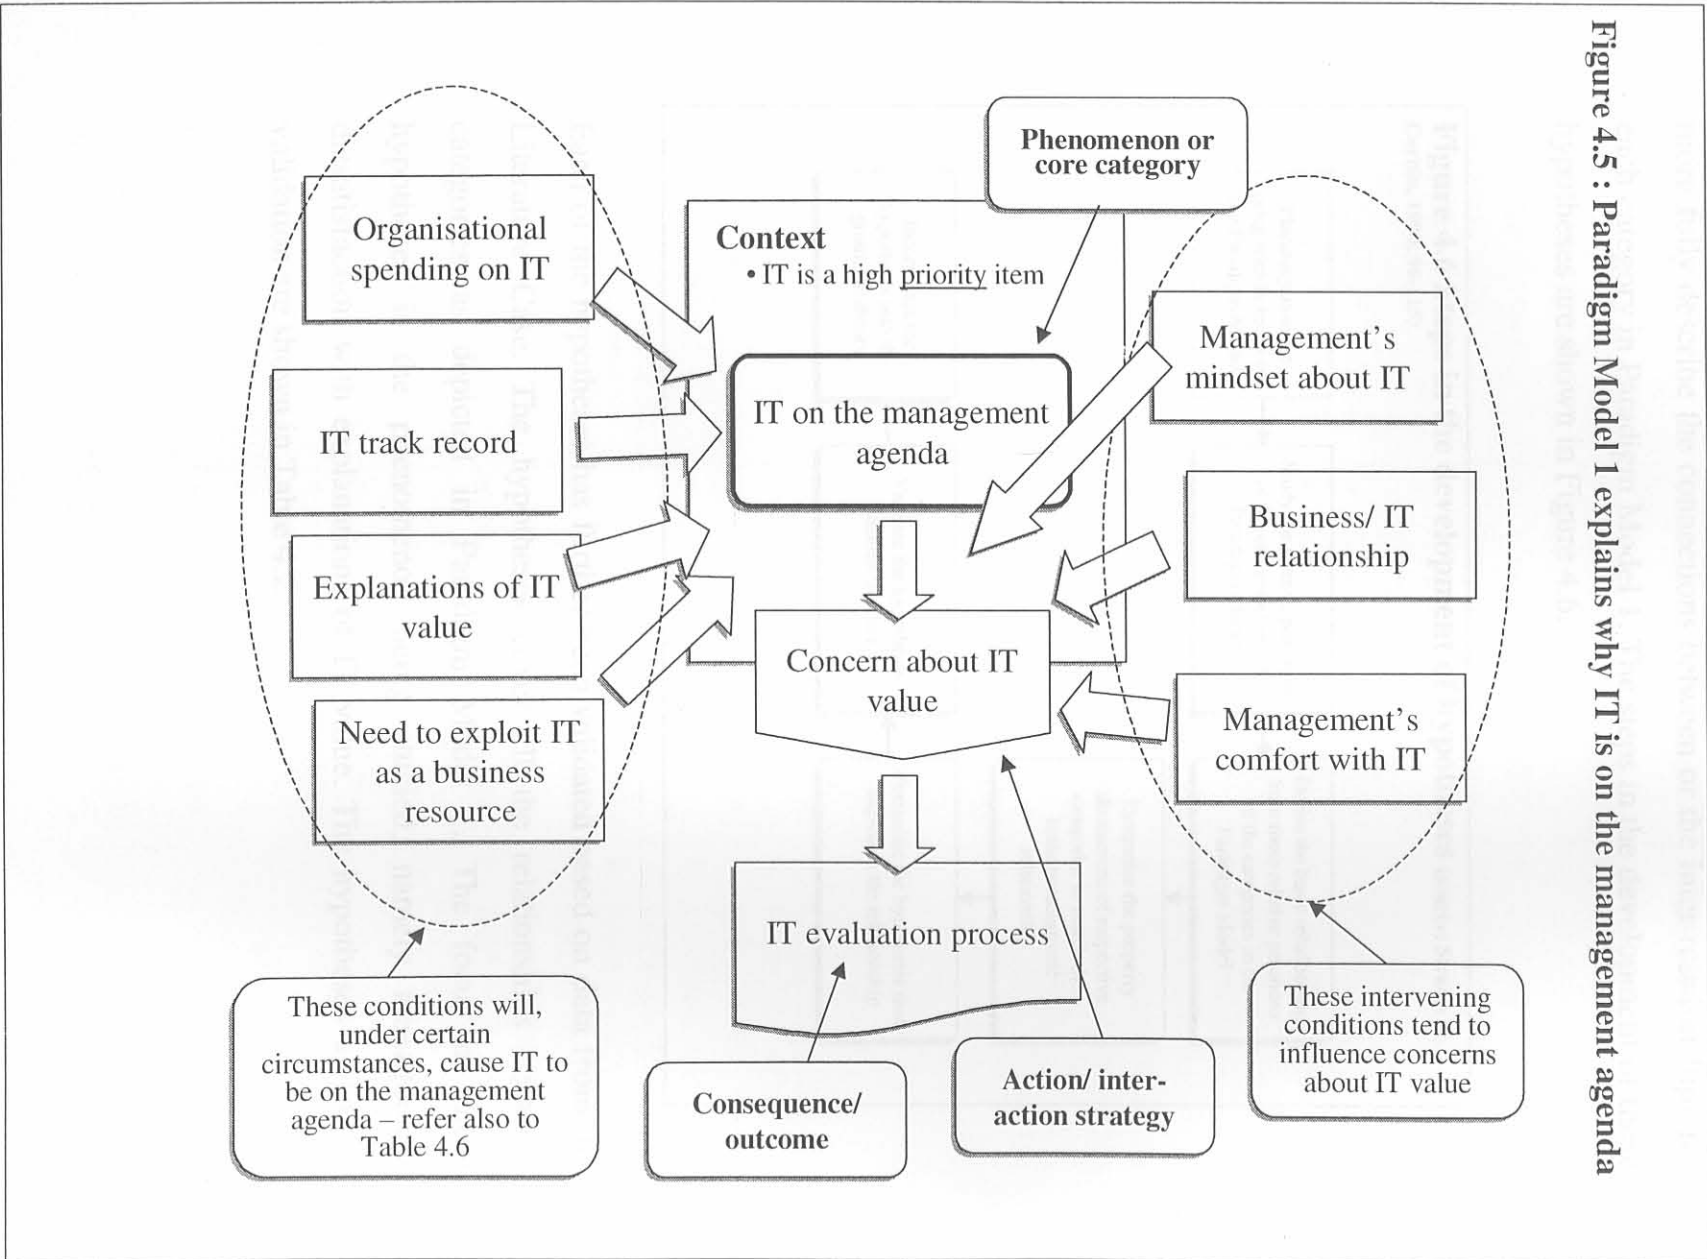 Figure 4.5 : Paradigm Model 1 explains why IT is on the management agenda
Phenomenon or
core category
Context
• IT is a high priority item
Organisational
spending on IT
IT track record
Explanations of IT
value
Need to exploit IT
as a business
resource
IT on the management
agenda
Concern about IT
value
IT evaluation process
Management's
mindset about IT
Business/ IT
relationship
Management's
comfort with IT
These conditions will,
under certain
circumstances, cause IT to
be on the management
agenda – refer also to
Table 4.6
Consequence/
outcome
Action/ inter-
action strategy
These intervening
conditions tend to
influence concerns
about IT value